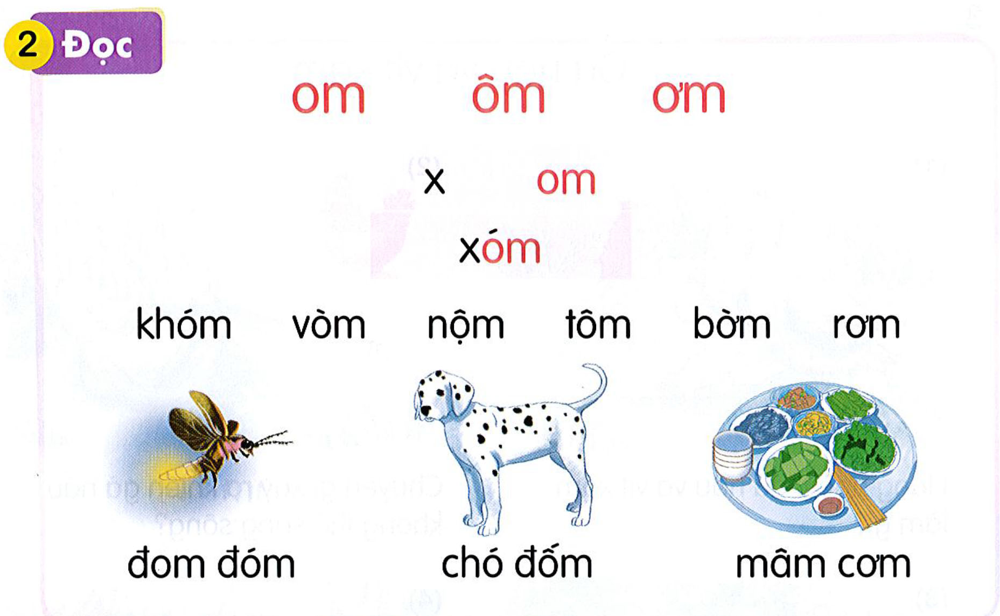 2 Đọc
om ôm ơm
x om
xóm
khóm vòm nộm tôm bờm rơm
đom đóm chó đốm mâm cơm